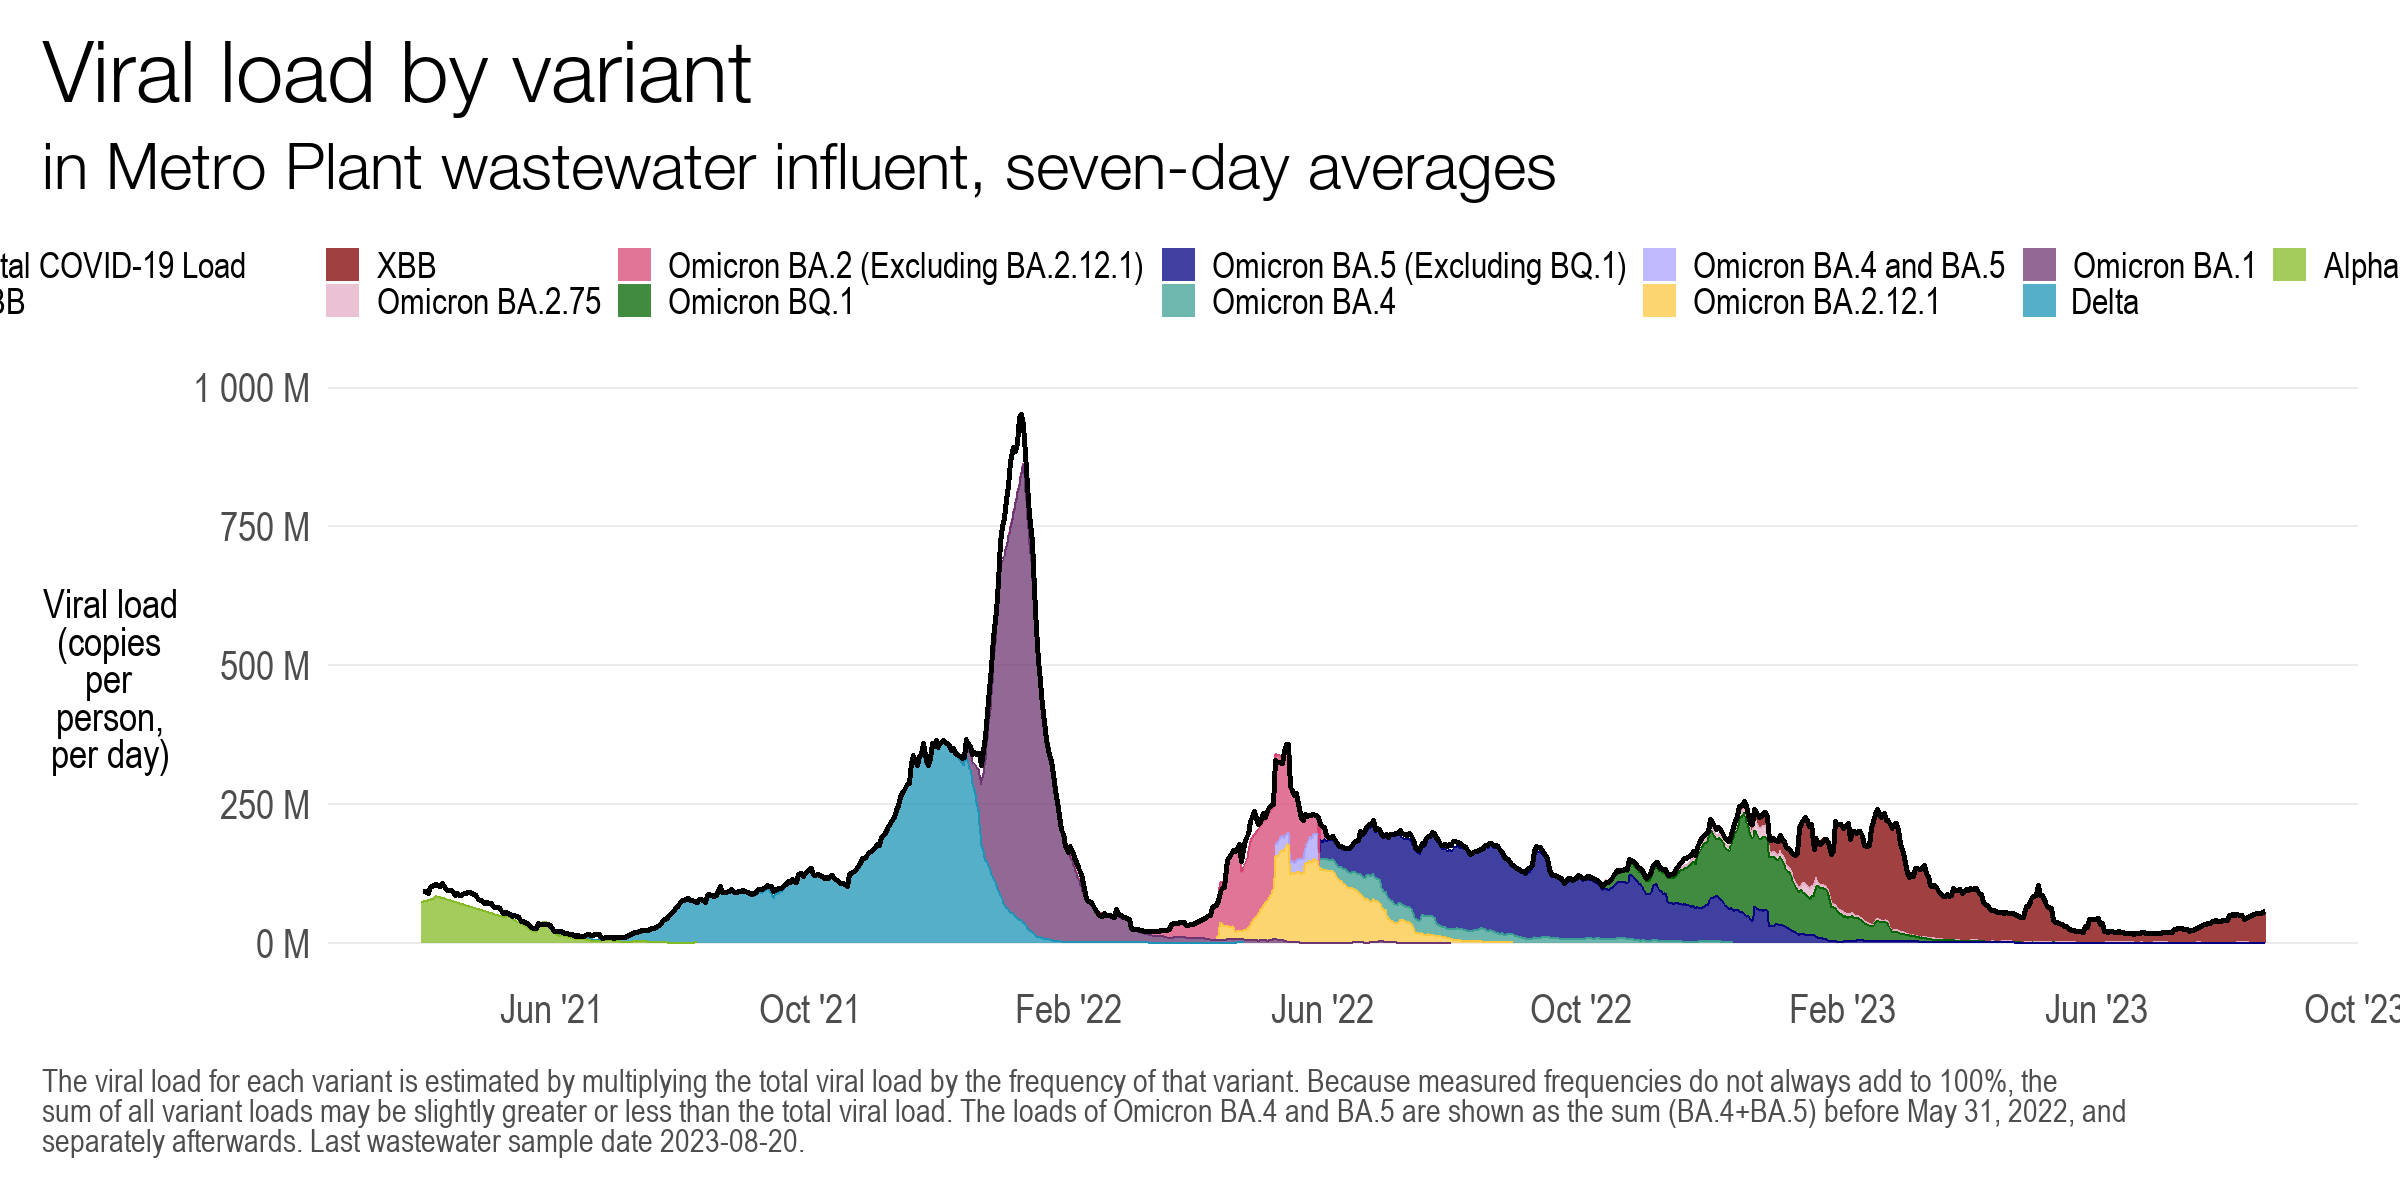 Viral load by variant
in Metro Plant wastewater influent, seven-day averages
tal COVID-19 Load XBB Omicron BA.2 (Excluding BA.2.12.1) Omicron BA.5 (Excluding BQ.1) Omicron BA.4 and BA.5 Omicron BA.1 Alpha
BB Omicron BA.2.75 Omicron BQ.1 Omicron BA.4 Omicron BA.2.12.1 Delta
1 000 M
750 M
500 M
250 M
0 M
Viral load
(copies
per
person,
per day)
Jun '21 Oct '21 Feb '22 Jun '22 Oct '22 Feb '23 Jun '23 Oct '23
The viral load for each variant is estimated by multiplying the total viral load by the frequency of that variant. Because measured frequencies do not always add to 100%, the
sum of all variant loads may be slightly greater or less than the total viral load. The loads of Omicron BA.4 and BA.5 are shown as the sum (BA.4+BA.5) before May 31, 2022, and
separately afterwards. Last wastewater sample date 2023-08-20.